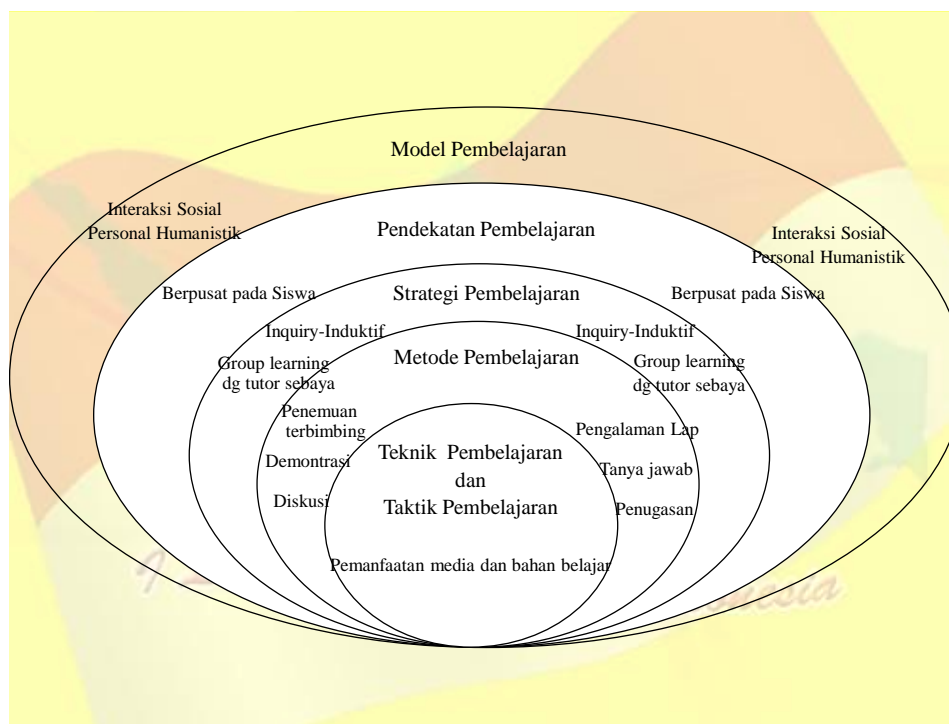 Model Pembelajaran
Interaksi Sosial
Personal Humanistik
Interaksi Sosial
Personal Humanistik
Pendekatan Pembelajaran
Berpusat pada Siswa
Berpusat pada Siswa
Strategi Pembelajaran
Inquiry-Induktif
Inquiry-Induktif
Group learning
dg tutor sebaya
Group learning
dg tutor sebaya
Metode Pembelajaran
Penemuan
terbimbing
Demontrasi
Diskusi
Pengalaman Lap
Tanya jawab
Penugasan
Teknik Pembelajaran
dan
Taktik Pembelajaran
Pemanfaatan media dan bahan belajar